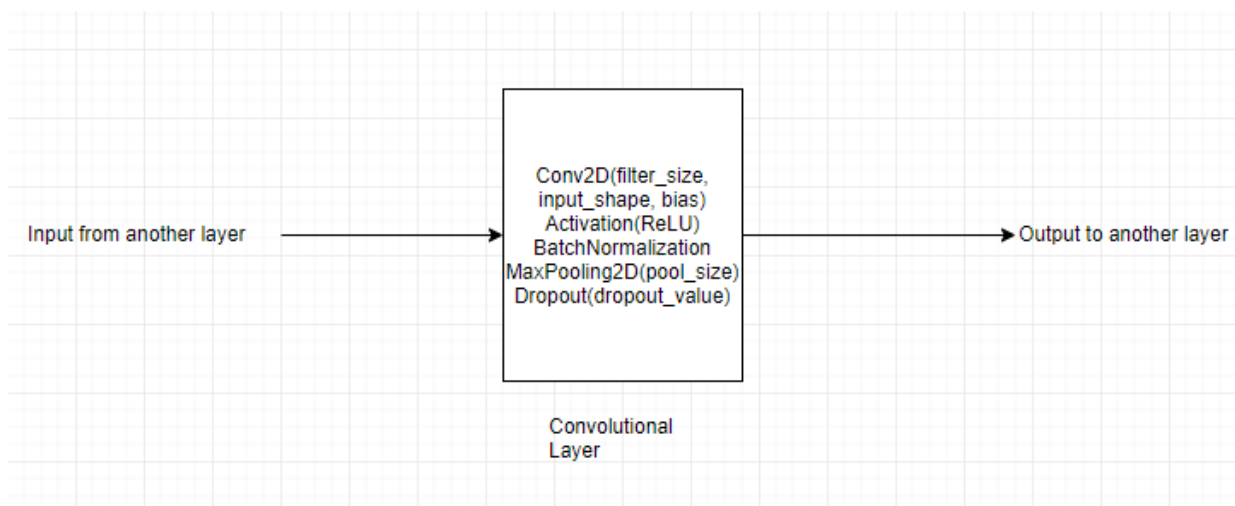 Input from another layer
Conv2D(filter_size,
input_shape, bias)
Activation(ReLU)
BatchNormalization
MaxPooling2D(pool_size)
Dropout(dropout_value)
Output to another layer
Convolutional
Layer